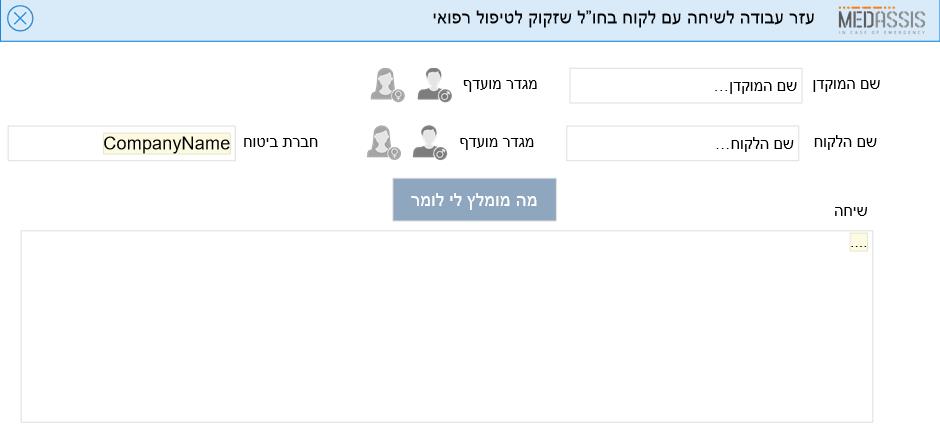 עזר עבודה לשיחה עם לקוח בחו"ל שזקוק לטיפול רפואי
MEDASSIS
IN CASE OF EMERGENCY
שם המוקדן
שם המוקדן...
מגדר מועדף
שם הלקוח
שם הלקוח...
מגדר מועדף
חברת ביטוח
CompanyName
מה מומלץ לי לומר
שיחה
....